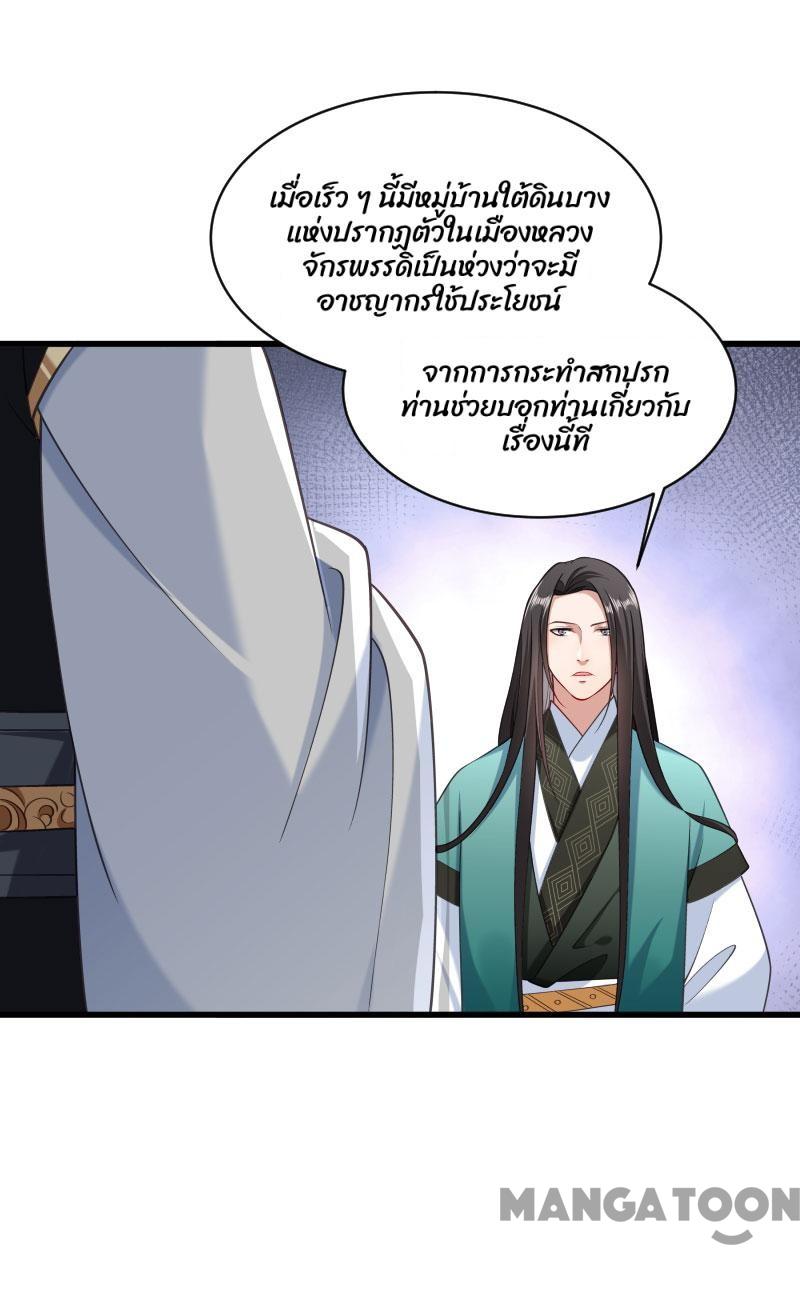 เมื่อเร็ว ๆ นี้มีหมู่บ้านใต้ดินบาง
แห่งปรากฏตัวในเมืองหลวง
จักรพรรดิเป็นห่วงว่าจะมี
อาชญากรใช้ประโยชน์
จากการกระทำสกปรก
ท่านช่วยบอกท่านเกี่ยวกับ
เรื่องนี้ที
MANGATOON